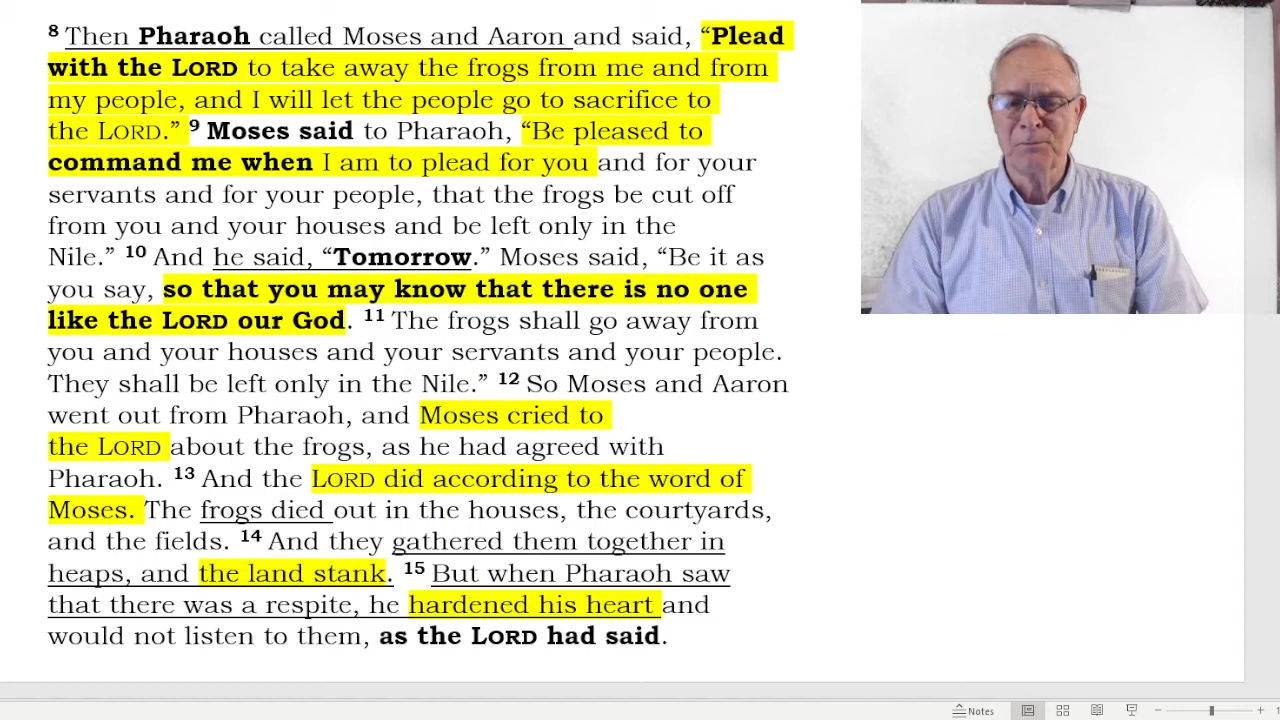 8 Then Pharaoh called Moses and Aaron and said, “Plead
with the LORD to take away the frogs from me and from
my people, and I will let the people go to sacrifice to
the LORD.” 9 Moses said to Pharaoh, “Be pleased to
command me when I am to plead for you and for your
servants and for your people, that the frogs be cut off
from you and your houses and be left only in the
Nile.” 10 And he said, “Tomorrow.” Moses said, “Be it as
you say, so that you may know that there is no one
like the LORD our God. 11 The frogs shall go away from
you and your houses and your servants and your people.
They shall be left only in the Nile.” 12 So Moses and Aaron
went out from Pharaoh, and Moses cried to
the LORD about the frogs, as he had agreed with
Pharaoh. 13 And the LORD did according to the word of
Moses. The frogs died out in the houses, the courtyards,
and the fields. 14 And they gathered them together in
heaps, and the land stank. 15 But when Pharaoh saw
that there was a respite, he hardened his heart and
would not listen to them, as the LORD had said.
Notes